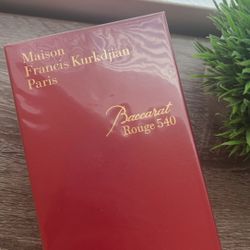 Maison
Francis Kurkdjian
Paris
Baccarat
Rouge 540